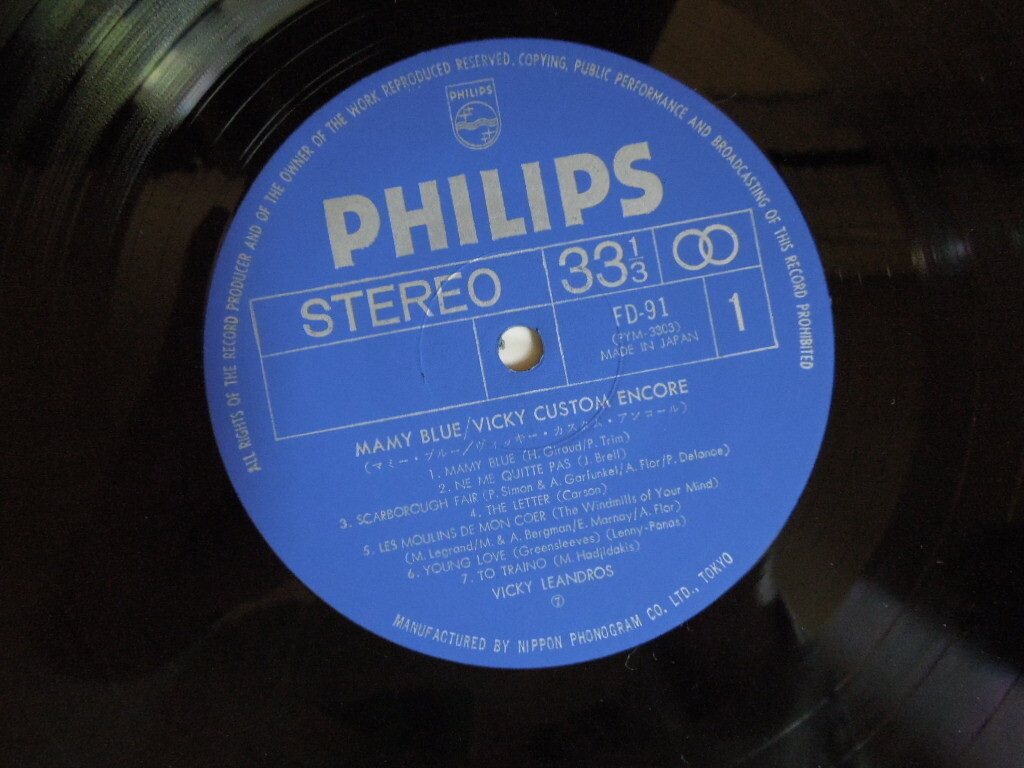 ALL RIGHTS OF THE RECORD PRODUCER AND OF THE OWNER OF THE WORK REPRODUCED RESERVED. COPYING, PUBLIC PERFORMANCE AND BROADCASTING OF THIS RECORD PROHIBITED
PHILIPS
PHILIPS
STEREO 33 1/3
FD-91 1
(PYM-3303)
MADE IN JAPAN
MAMY BLUE/VICKY CUSTOM ENCORE
(マミー・ブルー/ヴィッキー・カスタム・アンコール)
1. MAMY BLUE (H. Giraud/P. Trim)
2. NE ME QUITTE PAS (J. Brell)
3. SCARBOROUGH FAIR (P. Simon & A. Garfunkel/A. Flor/P. Delance)
4. THE LETTER (Carson)
5. LES MOULINS DE MON COER (The Windmills of Your Mind)
(M. Legrand/M. & A. Bergman/E. Marnay/A. Flor)
6. YOUNG LOVE (Greensleeves) (Lenny-Ponas)
7. TO TRAINO (M. Hadjidakis)
VICKY LEANDROS
MANUFACTURED BY NIPPON PHONOGRAM CO. LTD., TOKYO